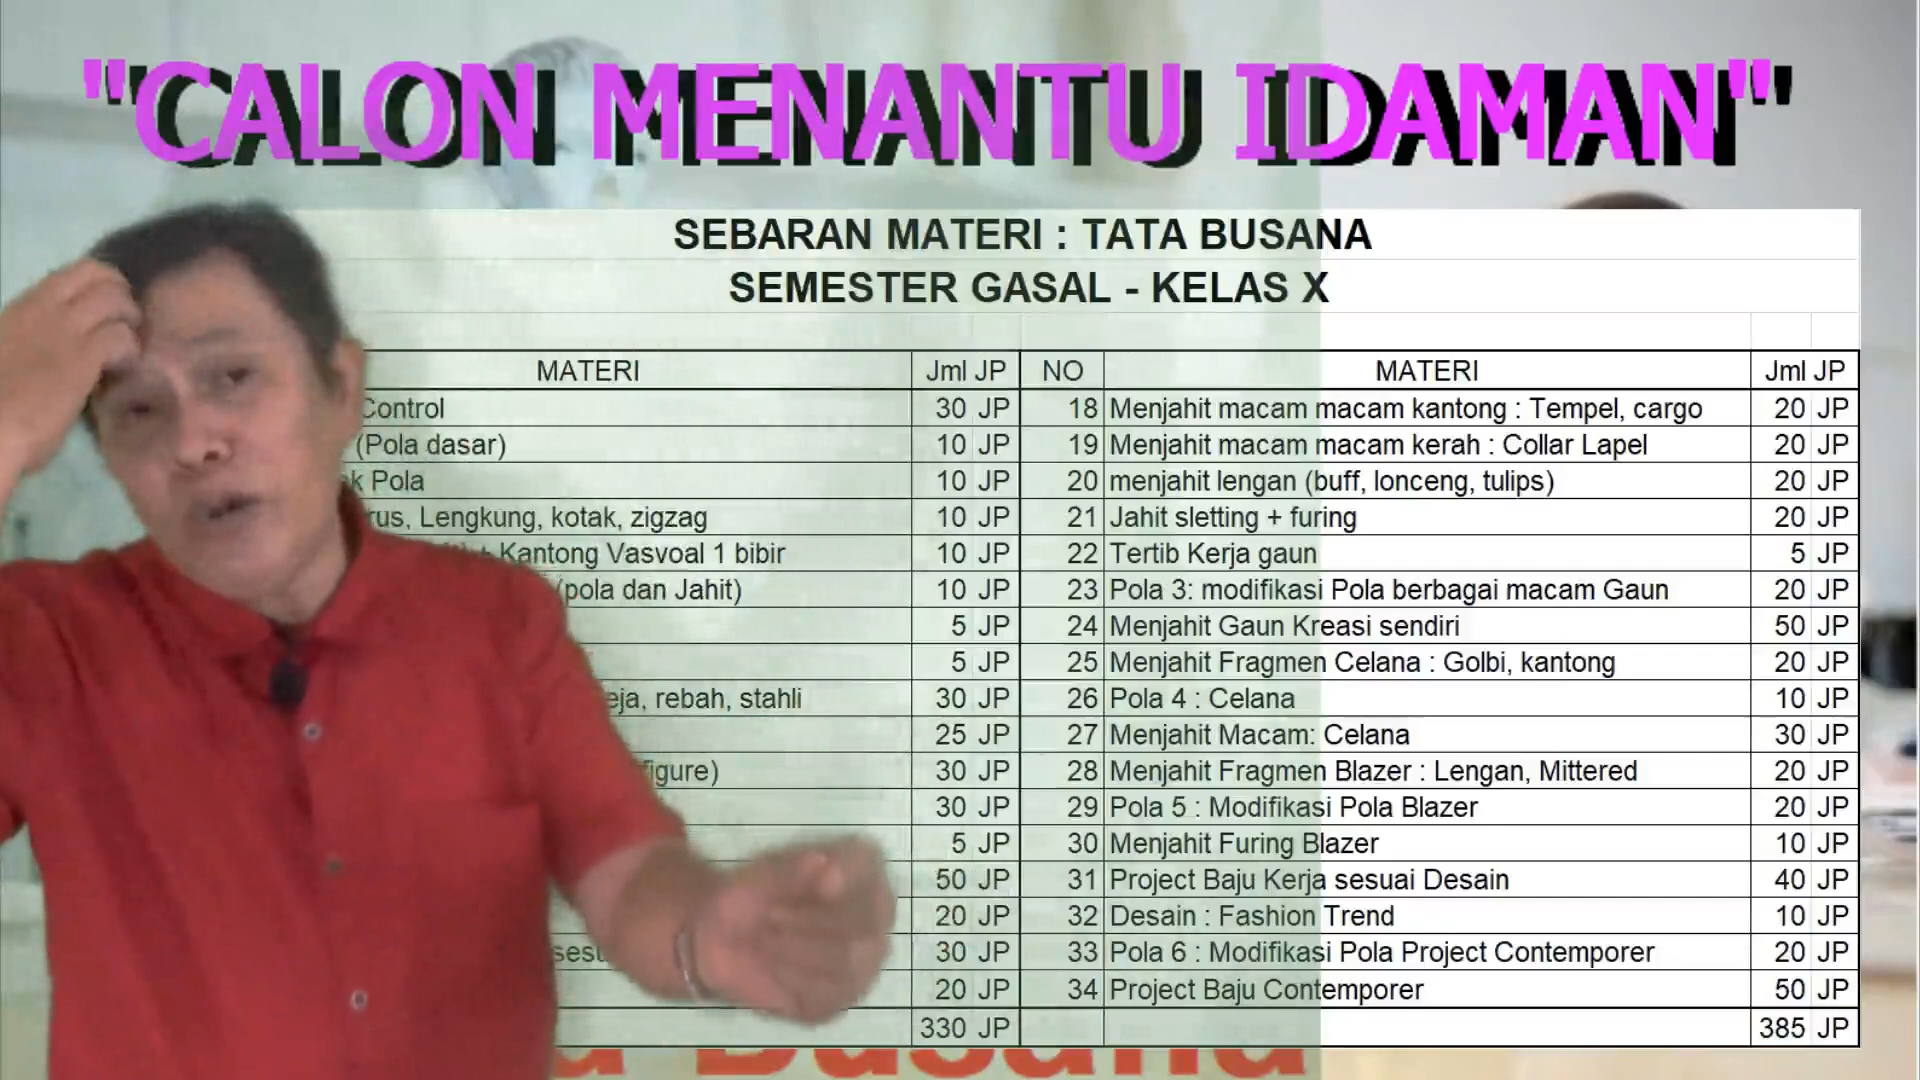 "CALON MENANTU IDAMAN"
SEBARAN MATERI : TATA BUSANA
SEMESTER GASAL - KELAS X
MATERI Jml JP NO MATERI Jml JP
Control 30 JP 18 Menjahit macam macam kantong : Tempel, cargo 20 JP
(Pola dasar) 10 JP 19 Menjahit macam macam kerah : Collar Lapel 20 JP
Pola 10 JP 20 menjahit lengan (buff, lonceng, tulips) 20 JP
Lengkung, kotak, zigzag 10 JP 21 Jahit sletting + furing 20 JP
+ Kantong Vasvoal 1 bibir 10 JP 22 Tertib Kerja gaun 5 JP
(pola dan Jahit) 10 JP 23 Pola 3: modifikasi Pola berbagai macam Gaun 20 JP
5 JP 24 Menjahit Gaun Kreasi sendiri 50 JP
5 JP 25 Menjahit Fragmen Celana : Golbi, kantong 20 JP
rebah, stahli 30 JP 26 Pola 4 : Celana 10 JP
25 JP 27 Menjahit Macam: Celana 30 JP
figure) 30 JP 28 Menjahit Fragmen Blazer : Lengan, Mittered 20 JP
30 JP 29 Pola 5 : Modifikasi Pola Blazer 20 JP
5 JP 30 Menjahit Furing Blazer 10 JP
50 JP 31 Project Baju Kerja sesuai Desain 40 JP
20 JP 32 Desain : Fashion Trend 10 JP
30 JP 33 Pola 6 : Modifikasi Pola Project Contemporer 20 JP
20 JP 34 Project Baju Contemporer 50 JP
330 JP 385 JP